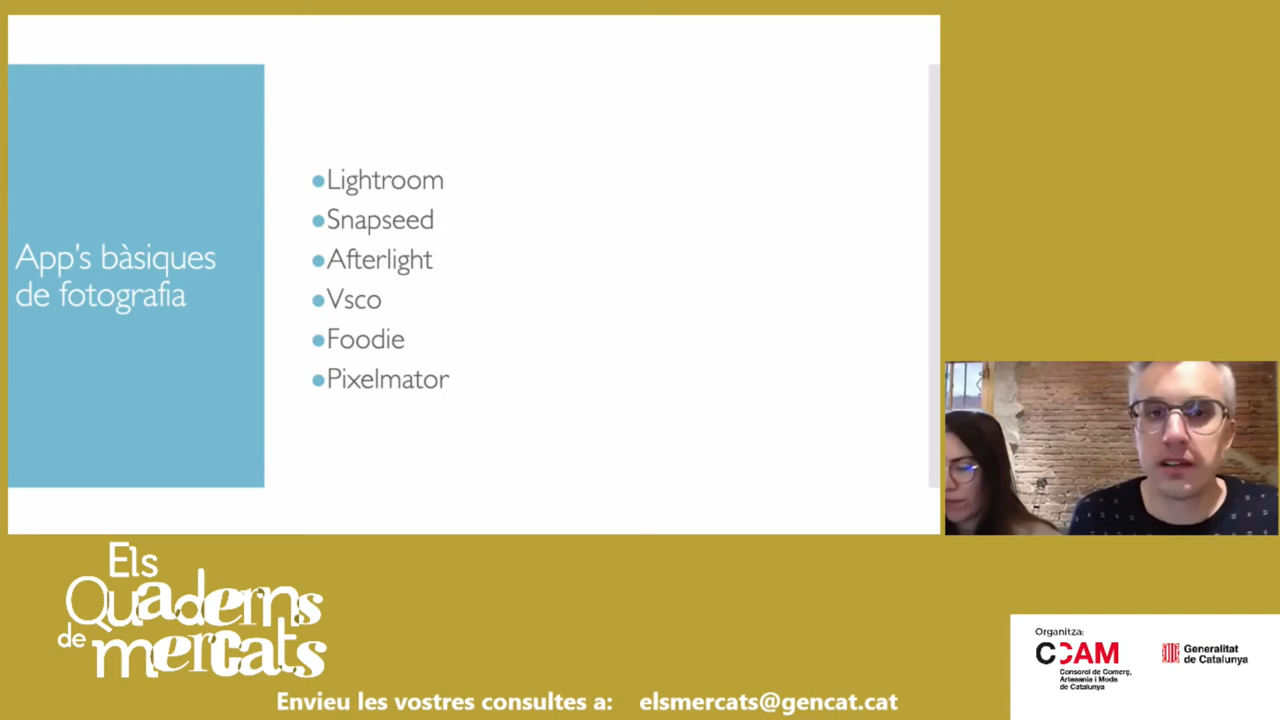 App's bàsiques
de fotografia
●Lightroom
●Snapseed
●Afterlight
●Vsco
●Foodie
●Pixelmator
Els
Quaderns
de mercats
Envieu les vostres consultes a: elsmercats@gencat.cat
Organitza:
CCAM
Consorci de Comerç,
Artesania i Moda
de Catalunya
Generalitat
de Catalunya